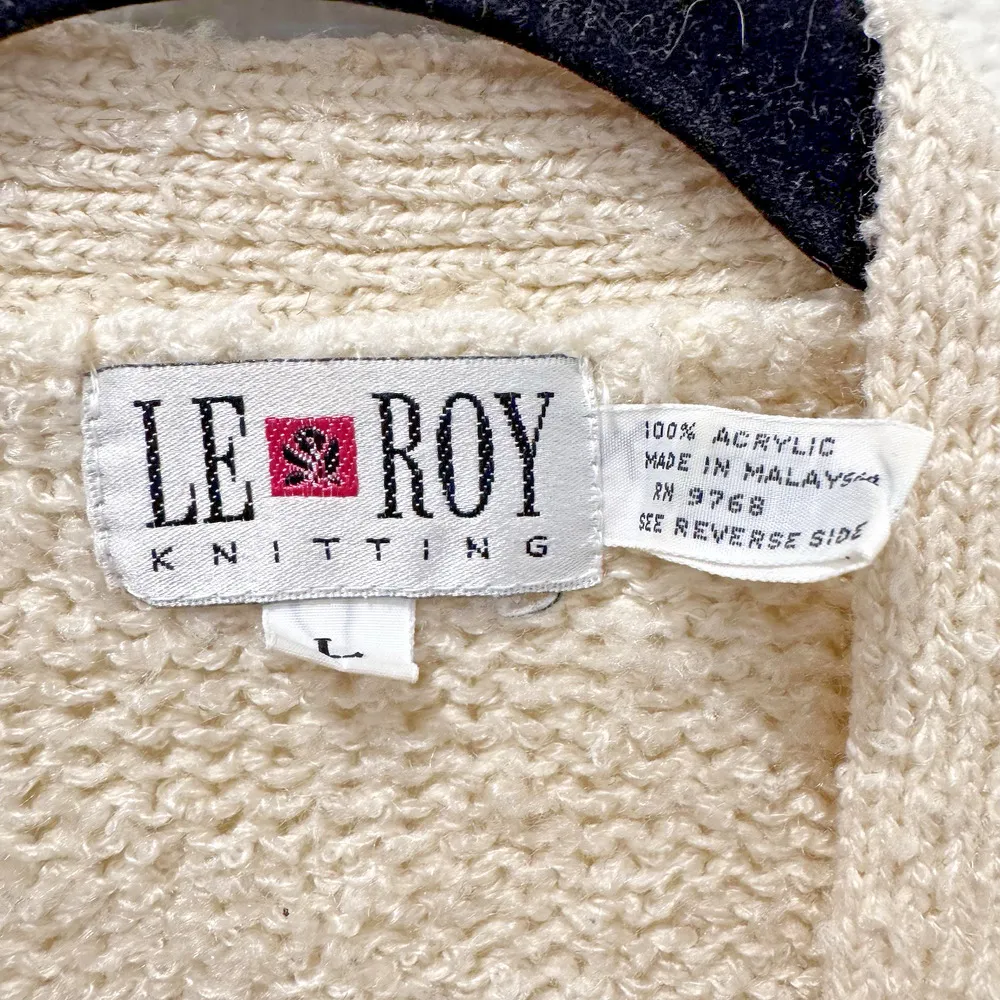 LE ROY
KNITTING
L
100% ACRYLIC
MADE IN MALAYSIA
RN 9768
SEE REVERSE SIDE